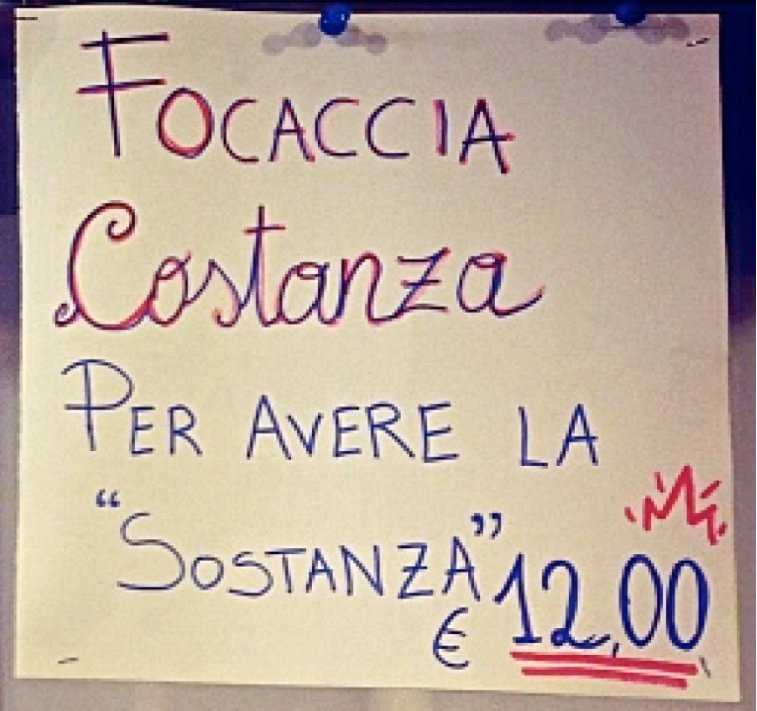 FOCACCIA
Costanza
PER AVERE LA
“SOSTANZA”
€ 12,00